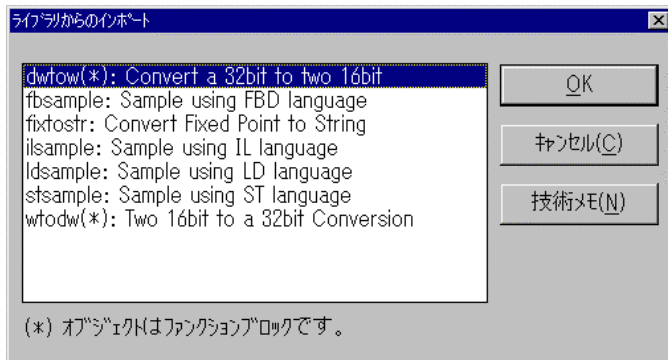 ﾗｲﾌﾞﾗﾘからのｲﾝﾎﾟｰﾄ
dwtow(*): Convert a 32bit to two 16bit
fbsample: Sample using FBD language
fixtostr: Convert Fixed Point to String
ilsample: Sample using IL language
ldsample: Sample using LD language
stsample: Sample using ST language
wtodw(*): Two 16bit to a 32bit Conversion
OK
ｷｬﾝｾﾙ(C)
技術ﾒﾓ(N)
(*) ｵﾌﾞｼﾞｪｸﾄはﾌｧﾝｸｼｮﾝﾌﾞﾛｯｸです。